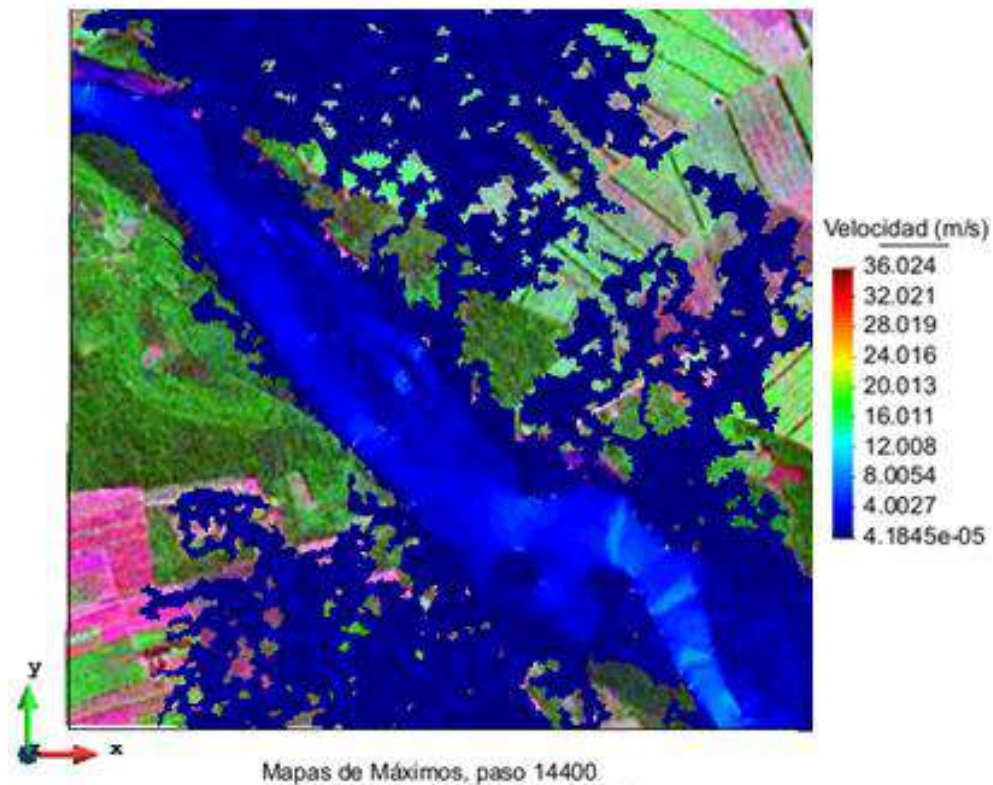 Velocidad (m/s)
36.024
32.021
28.019
24.016
20.013
16.011
12.008
8.0054
4.0027
4.1845e-05
y
z
x
Mapas de Máximos, paso 14400